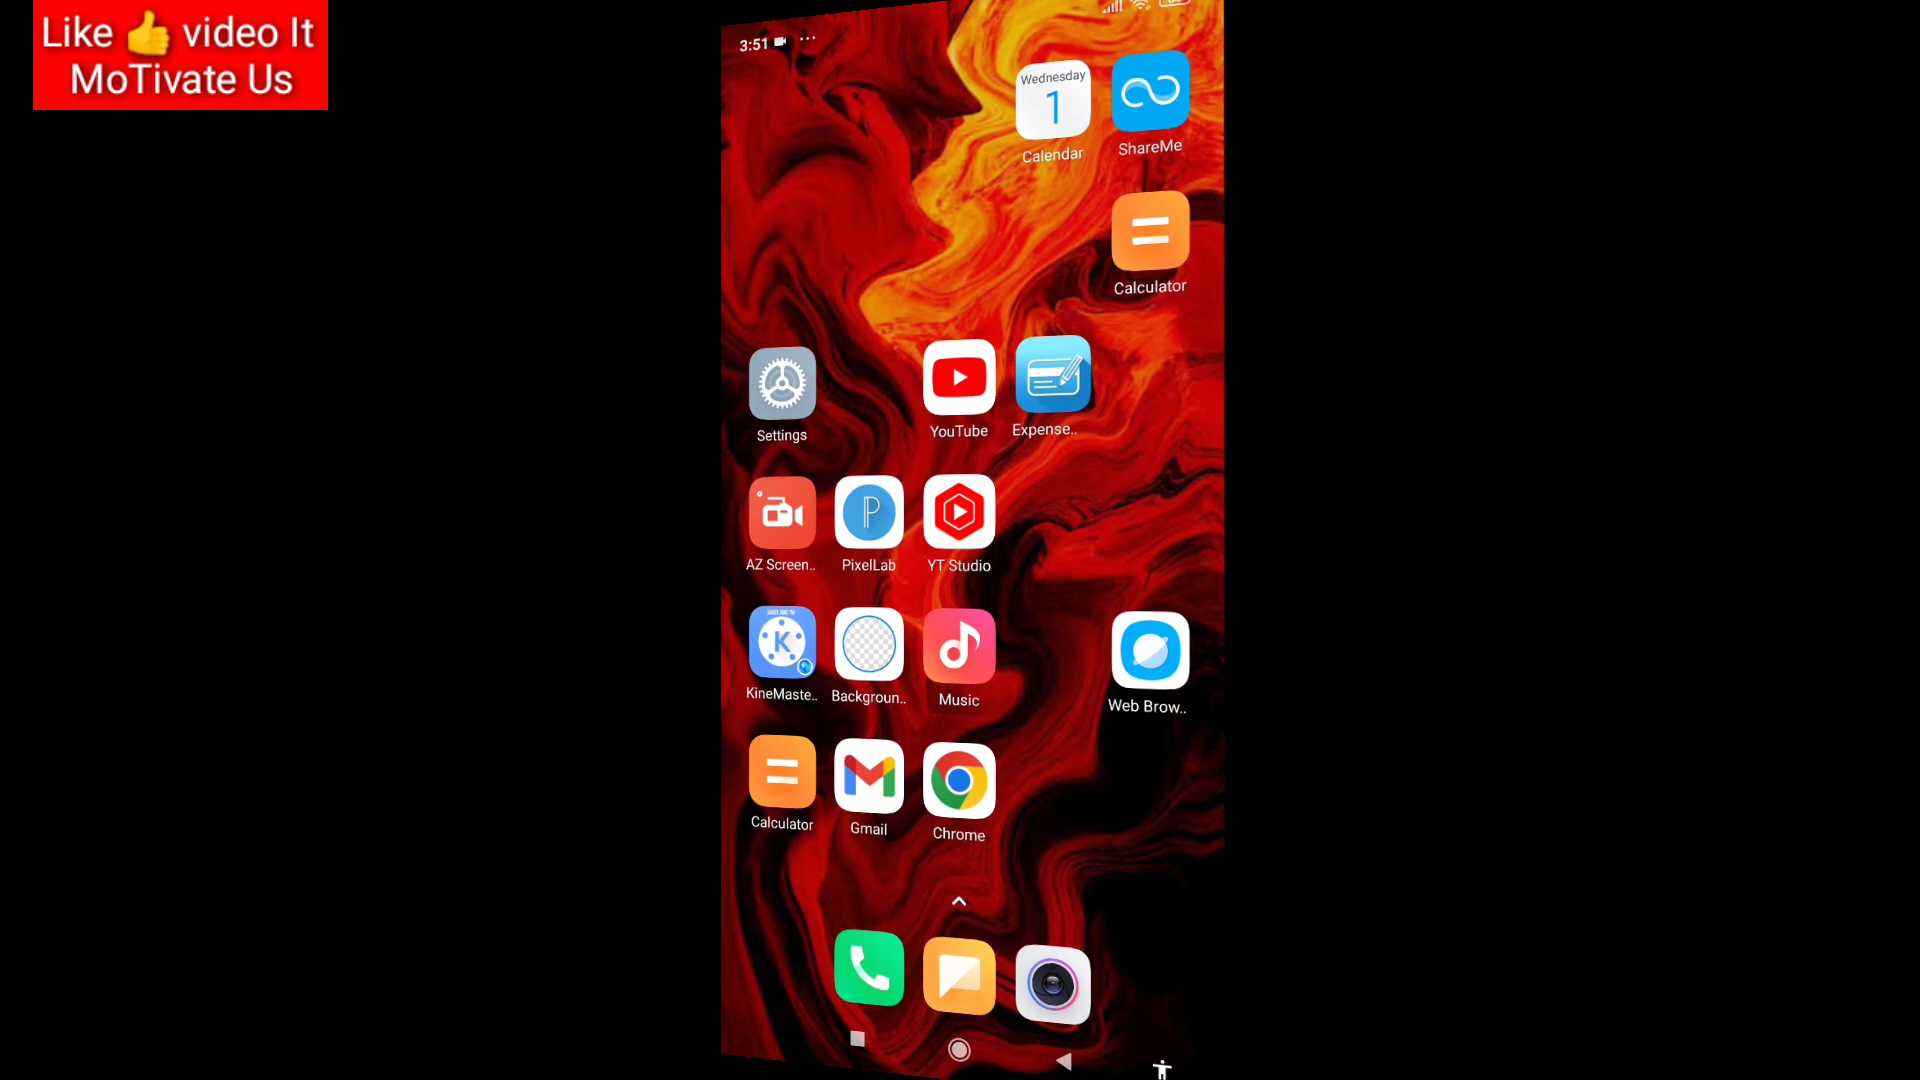 Like 👍 video It
MoTivate Us
3:51
Wednesday
1
Calendar
ShareMe
Calculator
Settings
YouTube
Expense..
AZ Screen..
PixelLab
YT Studio
KineMaste..
Backgroun..
Music
Web Brow..
Calculator
Gmail
Chrome